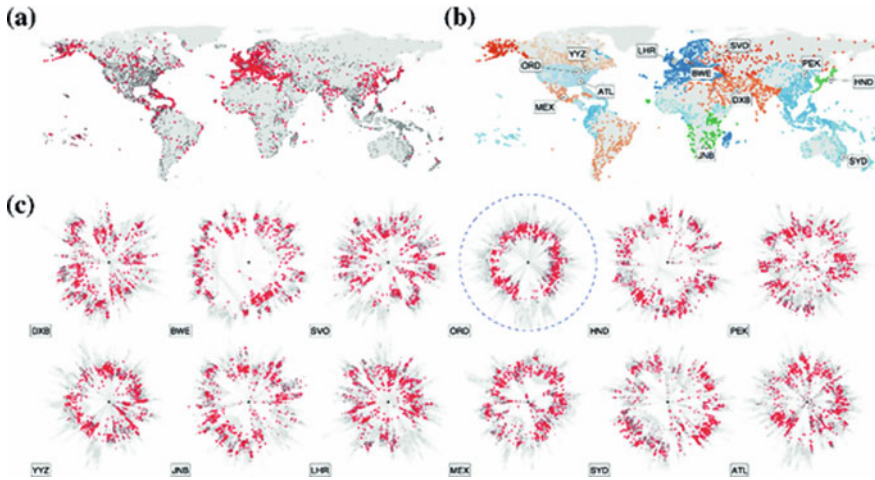 (a)
(b)
YYZ
LHR
SVO
PEK
ORD
BWE
HND
ATL
MEX
DXB
JNB
SYD
(c)
DXB
BWE
SVO
ORD
HND
PEK
YYZ
JNB
LHR
MEX
SYD
ATL